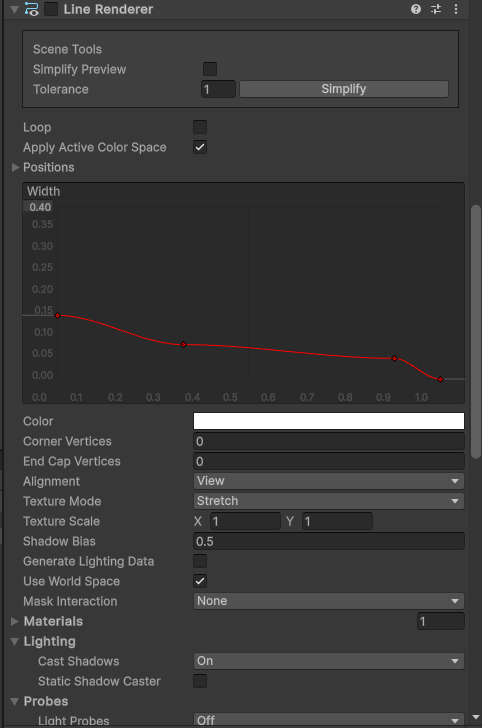 Line Renderer
Scene Tools
Simplify Preview
Tolerance 1 Simplify
Loop
Apply Active Color Space
Positions
Width
0.40
0.35
0.30
0.25
0.20
0.15
0.10
0.05
0.00
0.0 0.1 0.2 0.3 0.4 0.5 0.6 0.7 0.8 0.9 1.0
Color
Corner Vertices 0
End Cap Vertices 0
Alignment View
Texture Mode Stretch
Texture Scale X 1 Y 1
Shadow Bias 0.5
Generate Lighting Data
Use World Space
Mask Interaction None
Materials 1
Lighting
Cast Shadows On
Static Shadow Caster
Probes
Light Probes Off